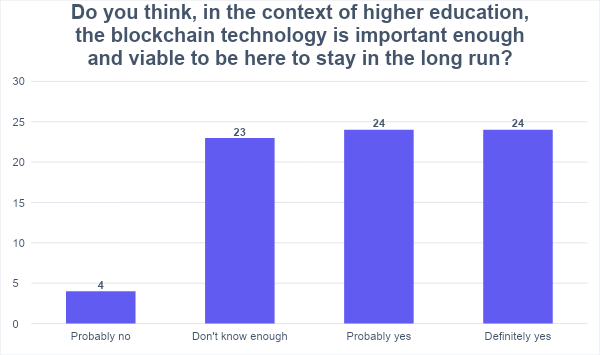 Do you think, in the context of higher education,
the blockchain technology is important enough
and viable to be here to stay in the long run?
30
25
20
15
10
5
0
4
23
24
24
Probably no
Don't know enough
Probably yes
Definitely yes